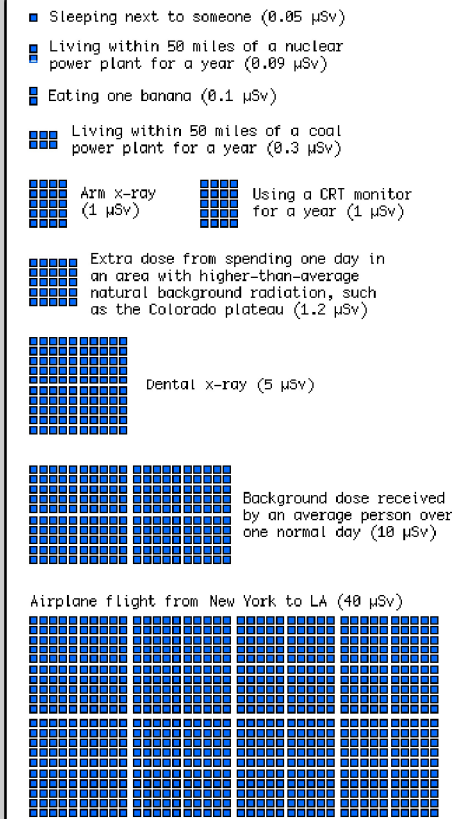 Sleeping next to someone (0.05 μSv)
Living within 50 miles of a nuclear
power plant for a year (0.09 μSv)
Eating one banana (0.1 μSv)
Living within 50 miles of a coal
power plant for a year (0.3 μSv)
Arm x-ray
(1 μSv)
Using a CRT monitor
for a year (1 μSv)
Extra dose from spending one day in
an area with higher-than-average
natural background radiation, such
as the Colorado plateau (1.2 μSv)
Dental x-ray (5 μSv)
Background dose received
by an average person over
one normal day (10 μSv)
Airplane flight from New York to LA (40 μSv)